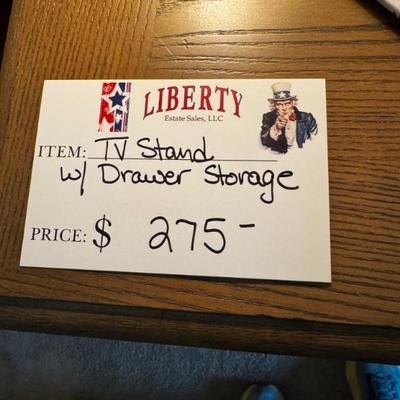 LIBERTY
Estate Sales, LLC
ITEM: TV Stand
w/ Drawer Storage
PRICE: $ 275-